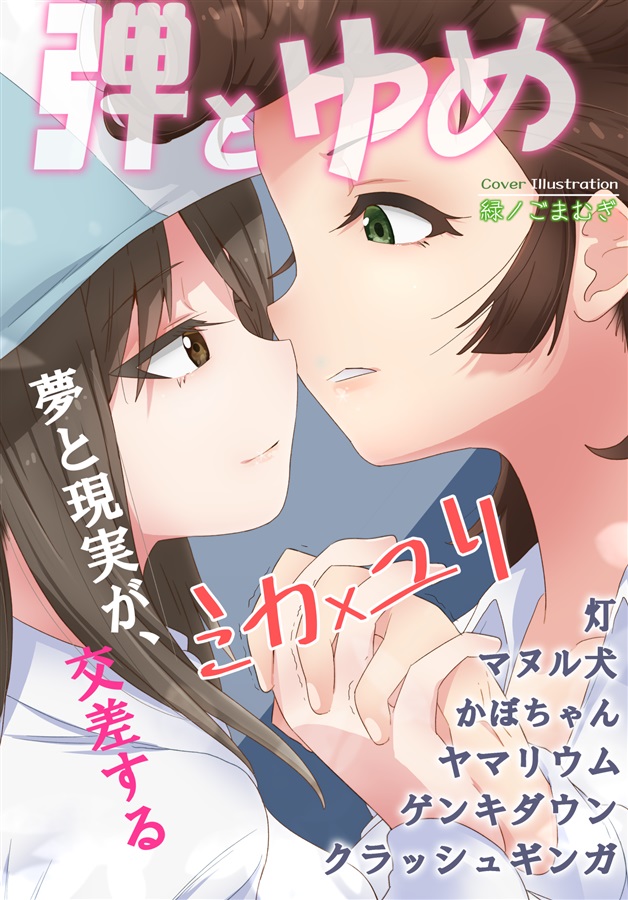 弾とゆめ
Cover Illustration
緑ノごまむぎ
夢と現実が、
交差する
ミカ×ユリ
灯
マヌル犬
かぼちゃん
ヤマリウム
ゲンキダウン
クラッシュギンガ